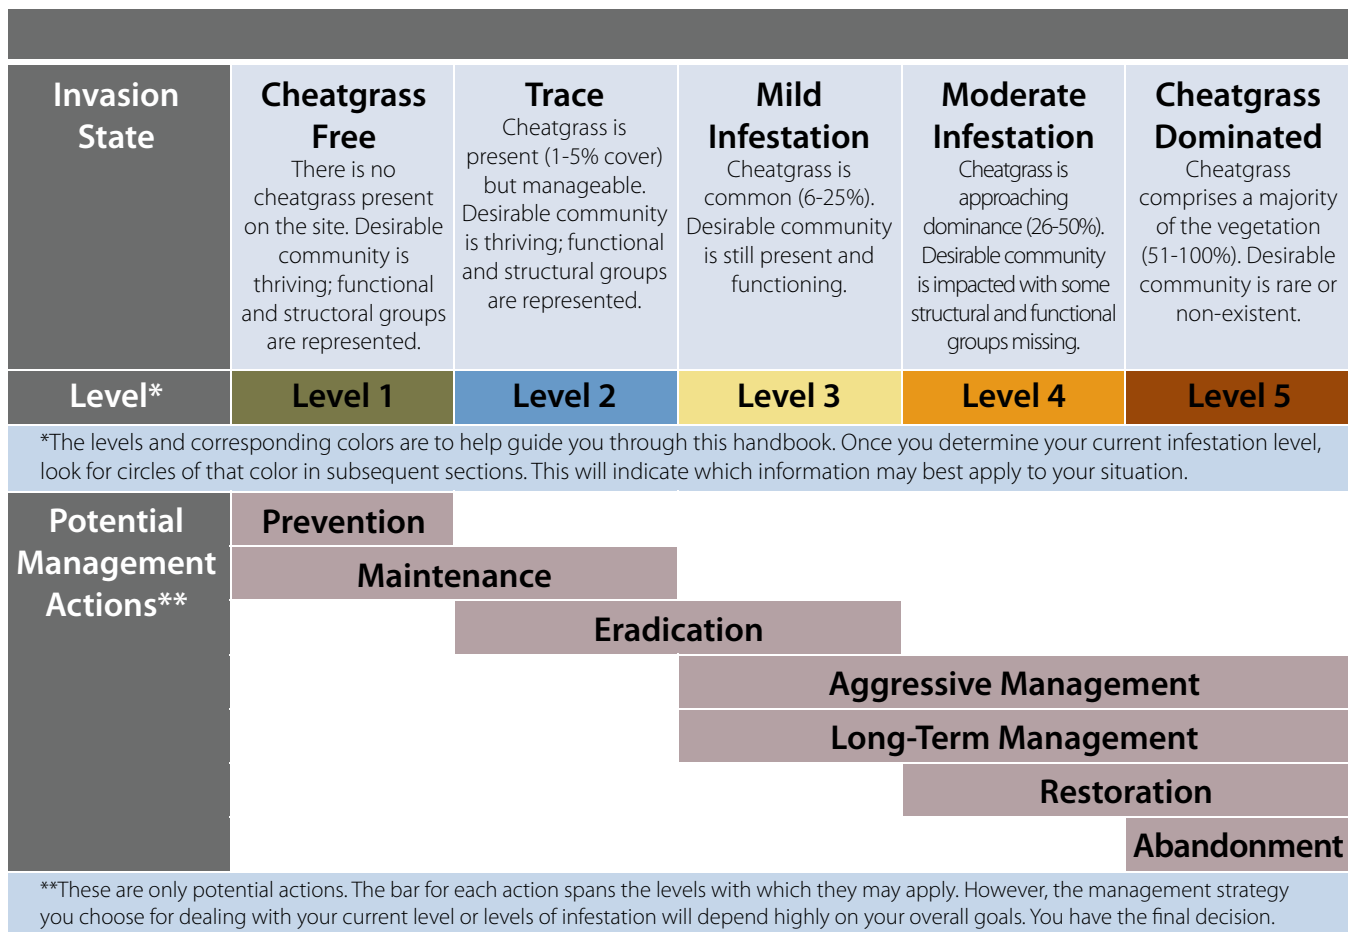 Invasion
State
Cheatgrass
Free
There is no
cheatgrass present
on the site. Desirable
community is
thriving; functional
and structoral groups
are represented.
Trace
Cheatgrass is
present (1-5% cover)
but manageable.
Desirable community
is thriving; functional
and structural groups
are represented.
Mild
Infestation
Cheatgrass is
common (6-25%).
Desirable community
is still present and
functioning.
Moderate
Infestation
Cheatgrass is
approaching
dominance (26-50%).
Desirable community
is impacted with some
structural and functional
groups missing.
Cheatgrass
Dominated
Cheatgrass
comprises a majority
of the vegetation
(51-100%). Desirable
community is rare or
non-existent.
Level*
Level 1
Level 2
Level 3
Level 4
Level 5
*The levels and corresponding colors are to help guide you through this handbook. Once you determine your current infestation level,
look for circles of that color in subsequent sections. This will indicate which information may best apply to your situation.
Potential
Management
Actions**
Prevention
Maintenance
Eradication
Aggressive Management
Long-Term Management
Restoration
Abandonment
**These are only potential actions. The bar for each action spans the levels with which they may apply. However, the management strategy
you choose for dealing with your current level or levels of infestation will depend highly on your overall goals. You have the final decision.